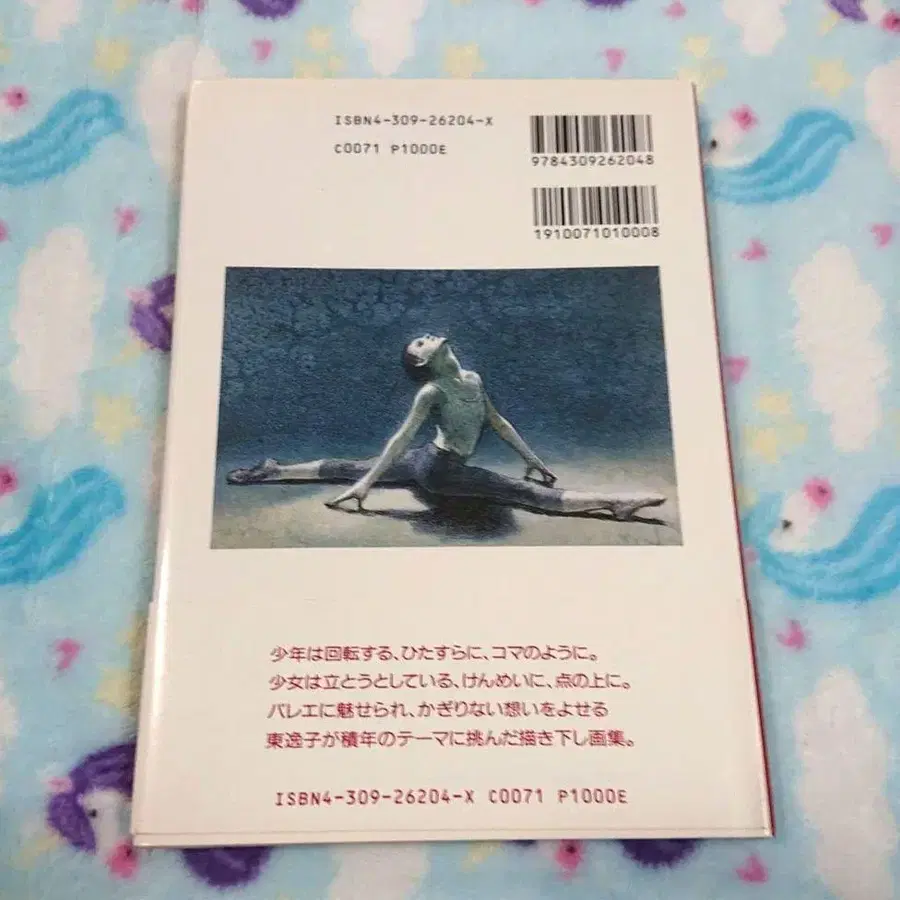 ISBN4-309-26204-X
C0071 P1000E
9784309262048
1910071010008
少年は回転する、ひたすらに、コマのように。
少女は立とうとしている、けんめいに、点の上に。
バレエに魅せられ、かぎりない想いをよせる
東逸子が積年のテーマに挑んだ描き下し画集。
ISBN4-309-26204-X C0071 P1000E